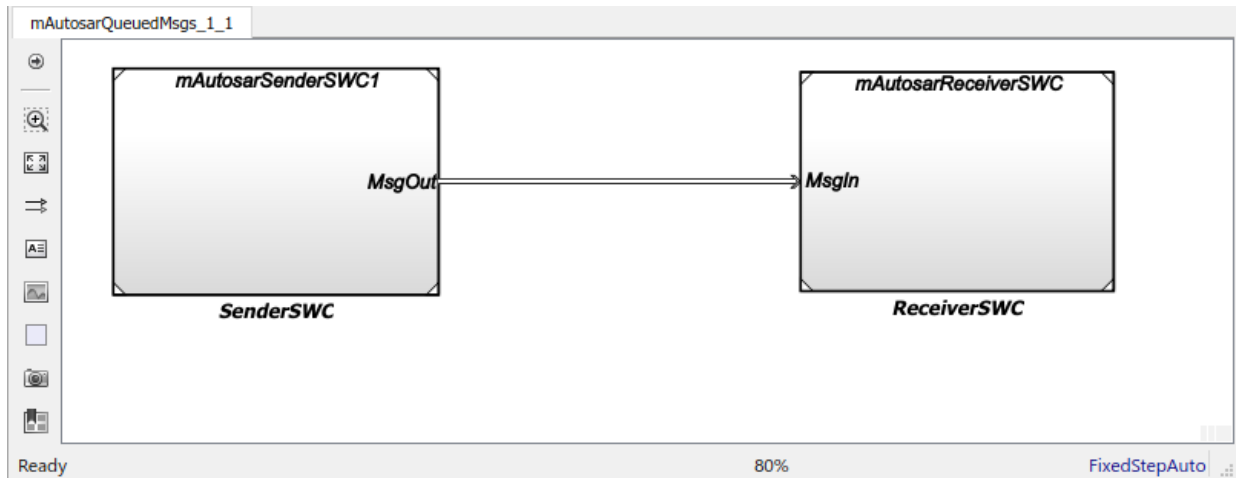 mAutosarQueuedMsgs_1_1
mAutosarSenderSWC1
mAutosarReceiverSWC
MsgOut
MsgIn
SenderSWC
ReceiverSWC
A
Ready
80%
FixedStepAuto